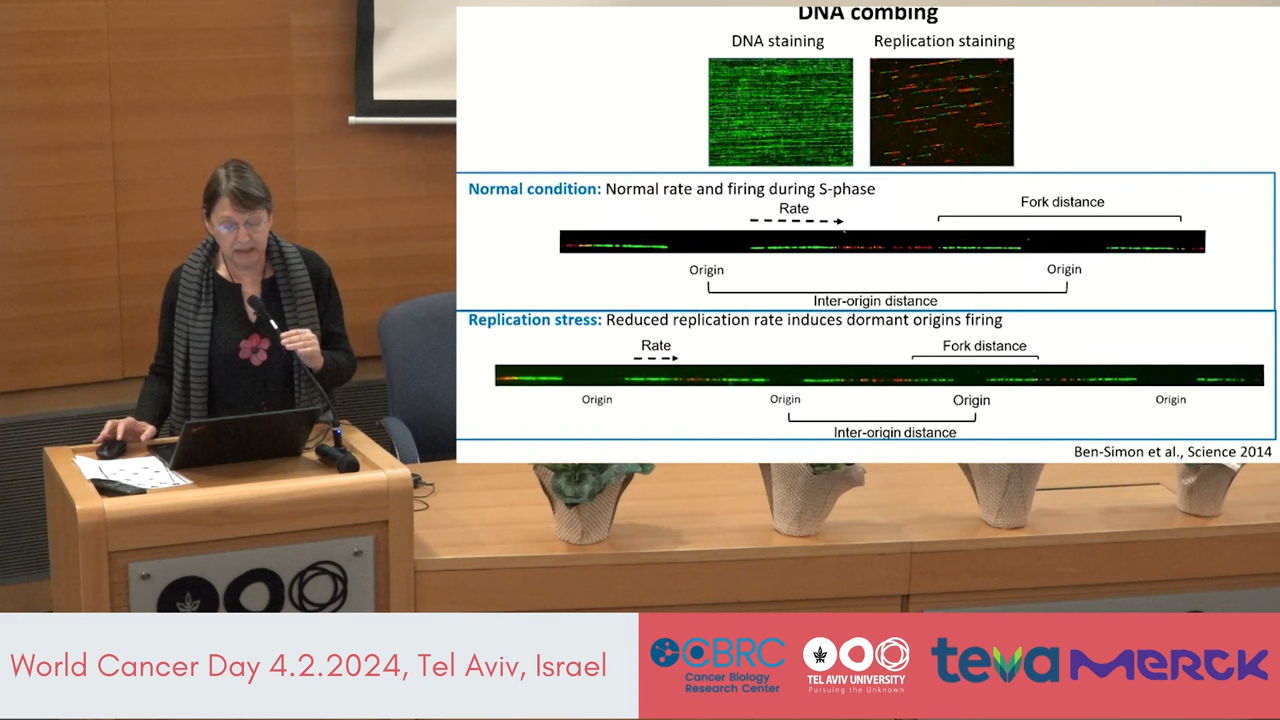 DNA combing
DNA staining
Replication staining
Normal condition: Normal rate and firing during S-phase
Rate
Fork distance
Origin
Origin
Inter-origin distance
Replication stress: Reduced replication rate induces dormant origins firing
Rate
Fork distance
Origin
Origin
Origin
Origin
Inter-origin distance
Ben-Simon et al., Science 2014
World Cancer Day 4.2.2024, Tel Aviv, Israel
CBRC
Cancer Biology
Research Center
TEL AVIV UNIVERSITY
Pursuing the Unknown
teva
MERCK